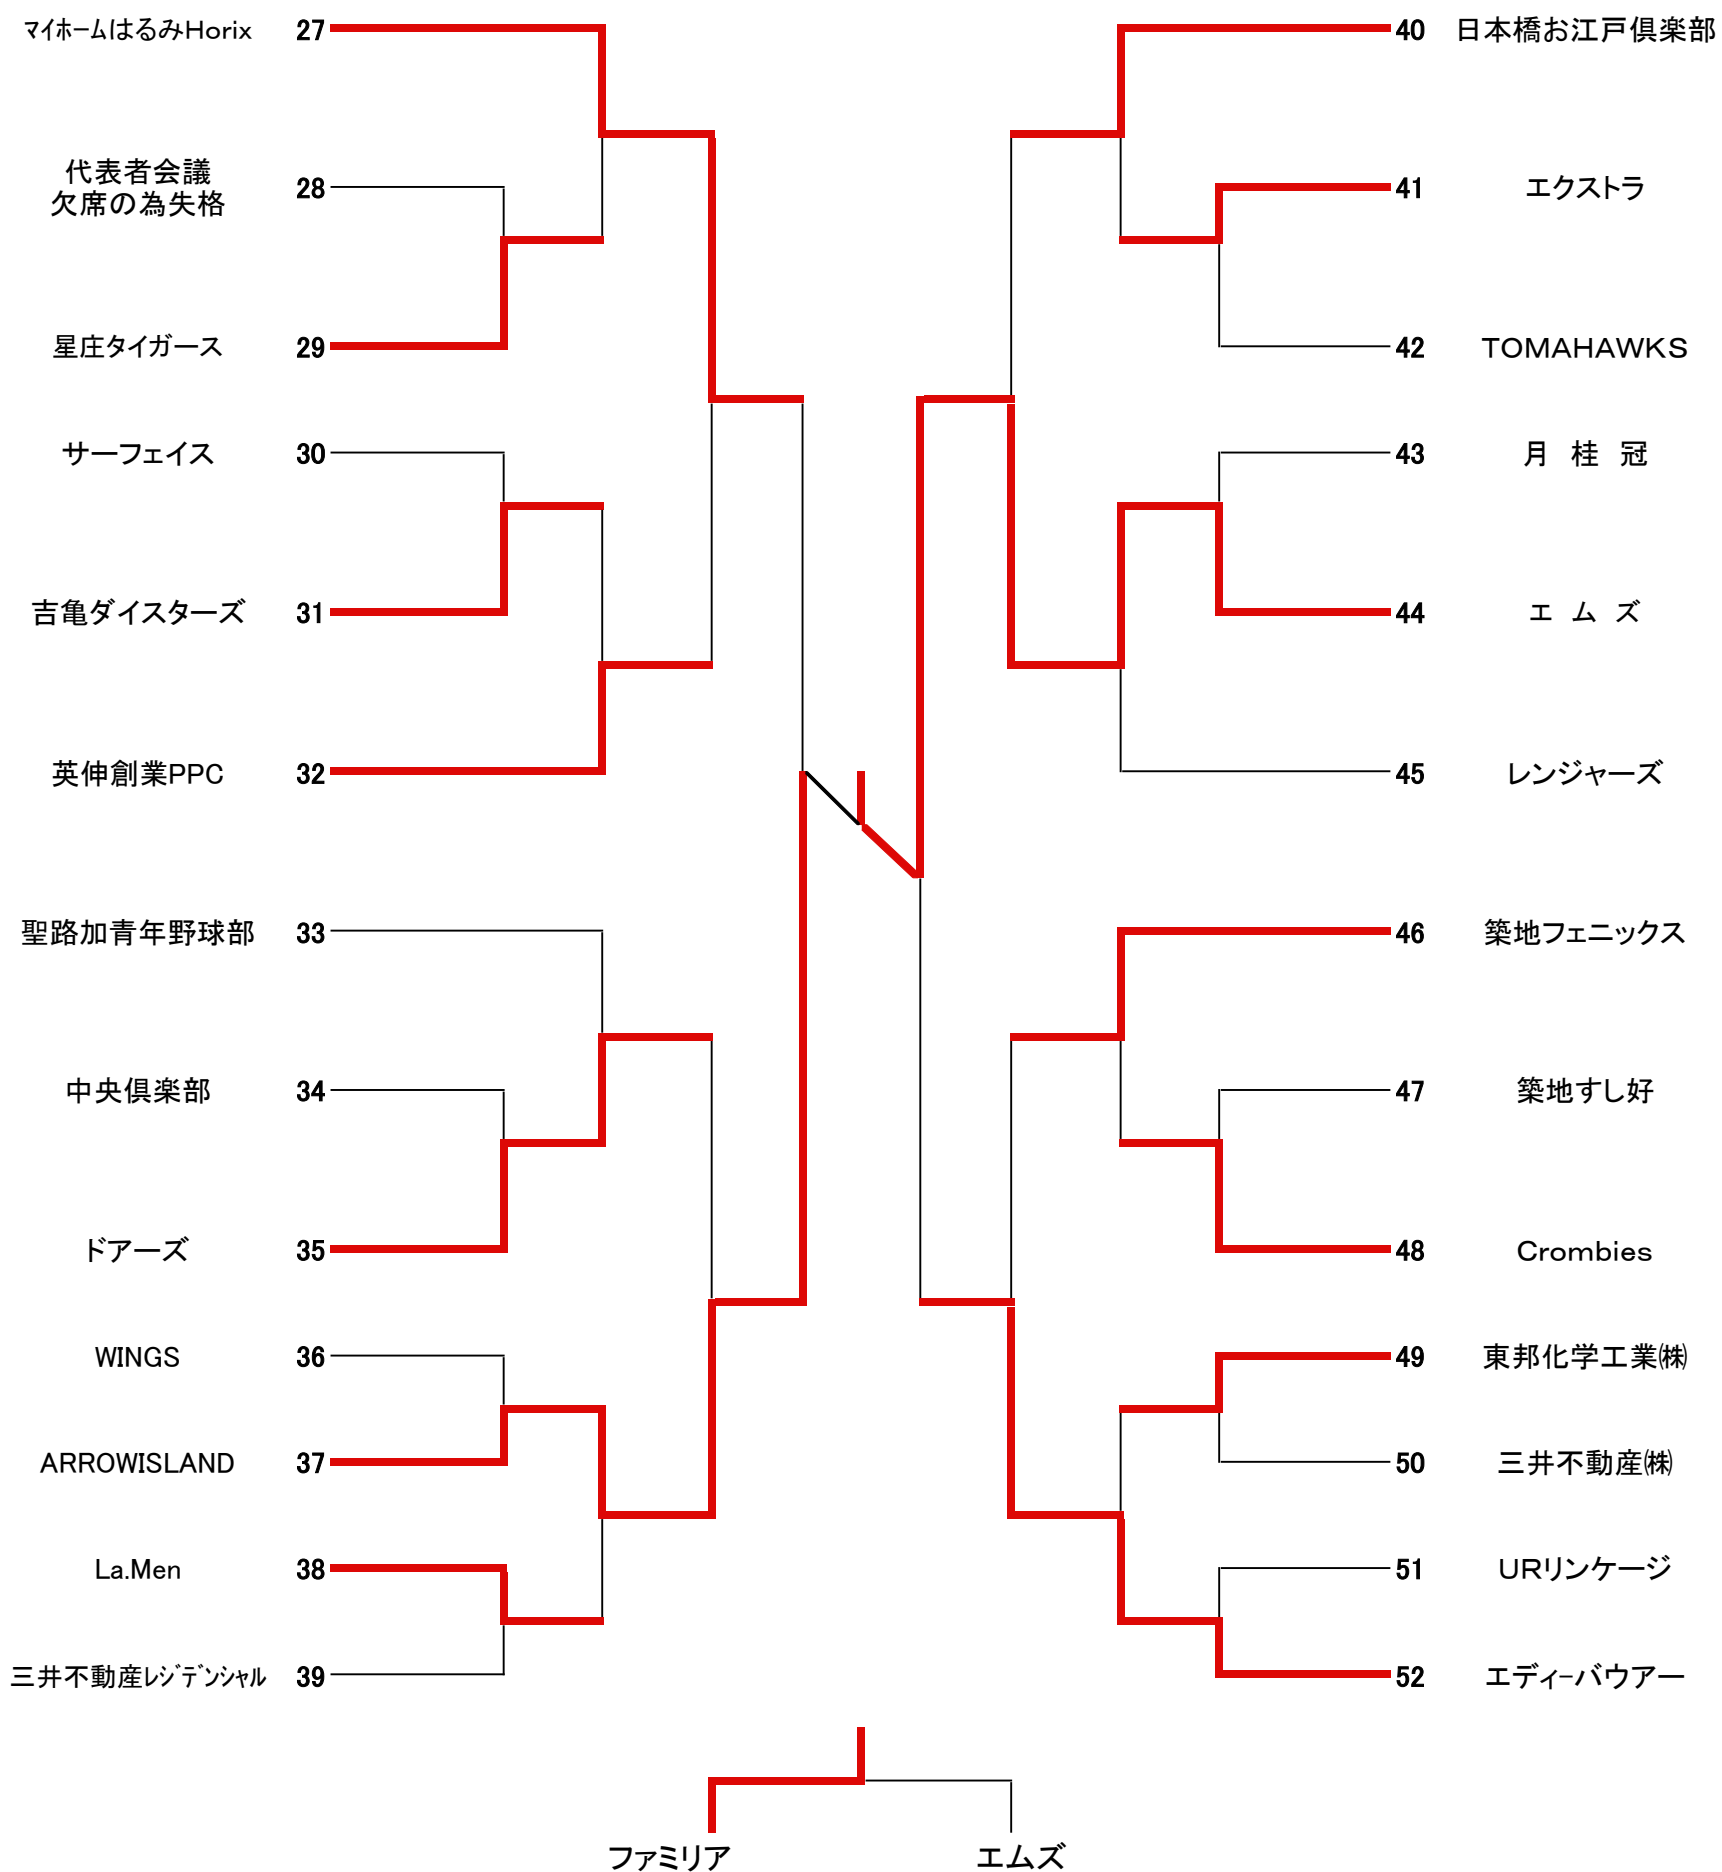 マイホームはるみHorix 27
代表者会議
欠席の為失格 28
星庄タイガース 29
サーフェイス 30
吉亀ダイスターズ 31
英伸創業PPC 32
聖路加青年野球部 33
中央倶楽部 34
ドアーズ 35
WINGS 36
ARROWISLAND 37
La.Men 38
三井不動産ﾚｼﾞﾃﾞﾝｼｬﾙ 39
40 日本橋お江戸倶楽部
41 エクストラ
42 TOMAHAWKS
43 月 桂 冠
44 エ ム ズ
45 レンジャーズ
46 築地フェニックス
47 築地すし好
48 Crombies
49 東邦化学工業㈱
50 三井不動産㈱
51 URリンケージ
52 エディーバウアー
ファミリア エムズ